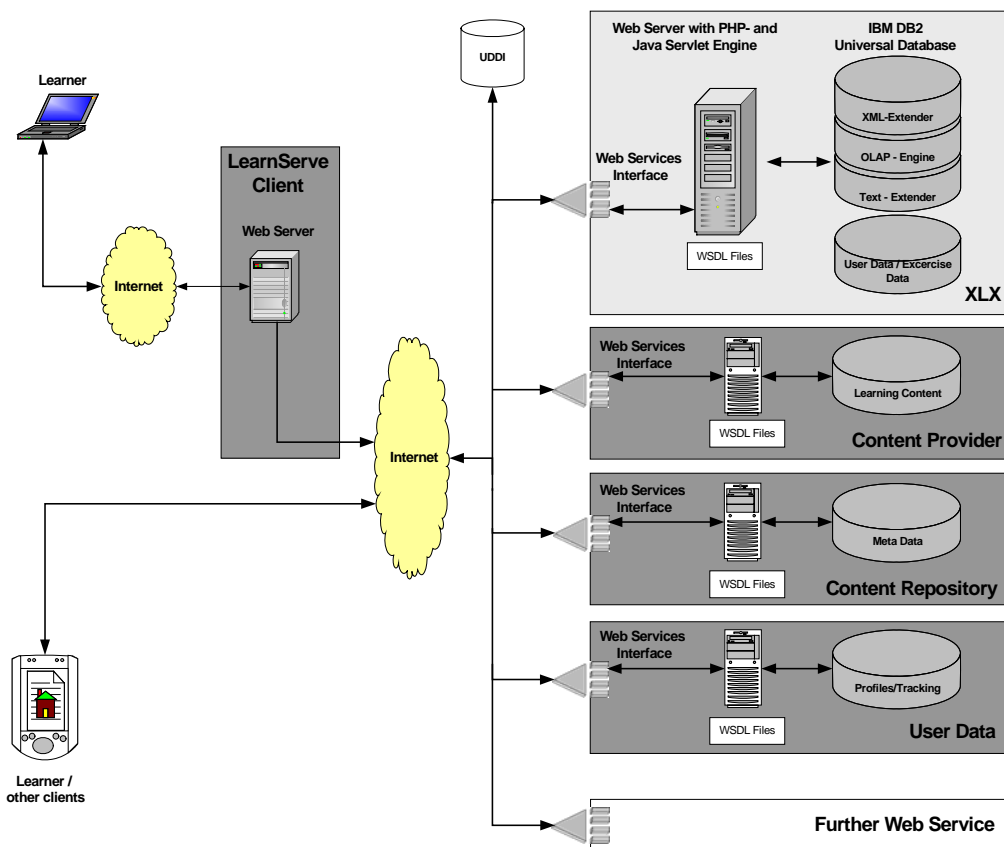 UDDI
Learner
LearnServe
Client
Web Server
Internet
Internet
Learner /
other clients
Web Server with PHP- and
Java Servlet Engine
IBM DB2
Universal Database
XML-Extender
OLAP - Engine
Text - Extender
User Data / Excercise
Data
Web Services
Interface
WSDL Files
XLX
Web Services
Interface
WSDL Files
Learning Content
Content Provider
Web Services
Interface
WSDL Files
Meta Data
Content Repository
Web Services
Interface
WSDL Files
Profiles/Tracking
User Data
Further Web Service